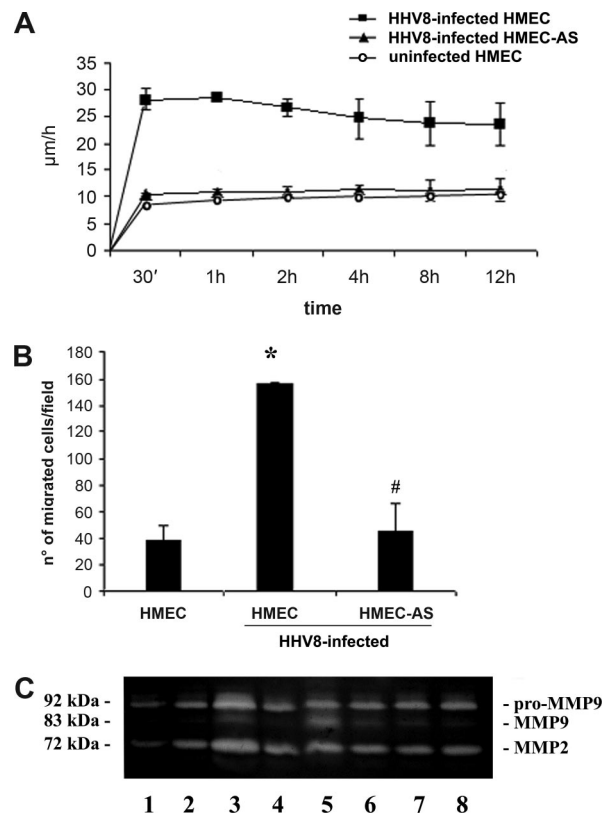 A
HHV8-infected HMEC
HHV8-infected HMEC-AS
uninfected HMEC
35
30
25
20
15
10
5
0
µm/h
30′ 1h 2h 4h 8h 12h
time
B
180
160
140
120
100
80
60
40
20
0
n° of migrated cells/field
*
#
HMEC HMEC HMEC-AS
HHV8-infected
C
92 kDa - - pro-MMP9
83 kDa - - MMP9
72 kDa - - MMP2
1 2 3 4 5 6 7 8